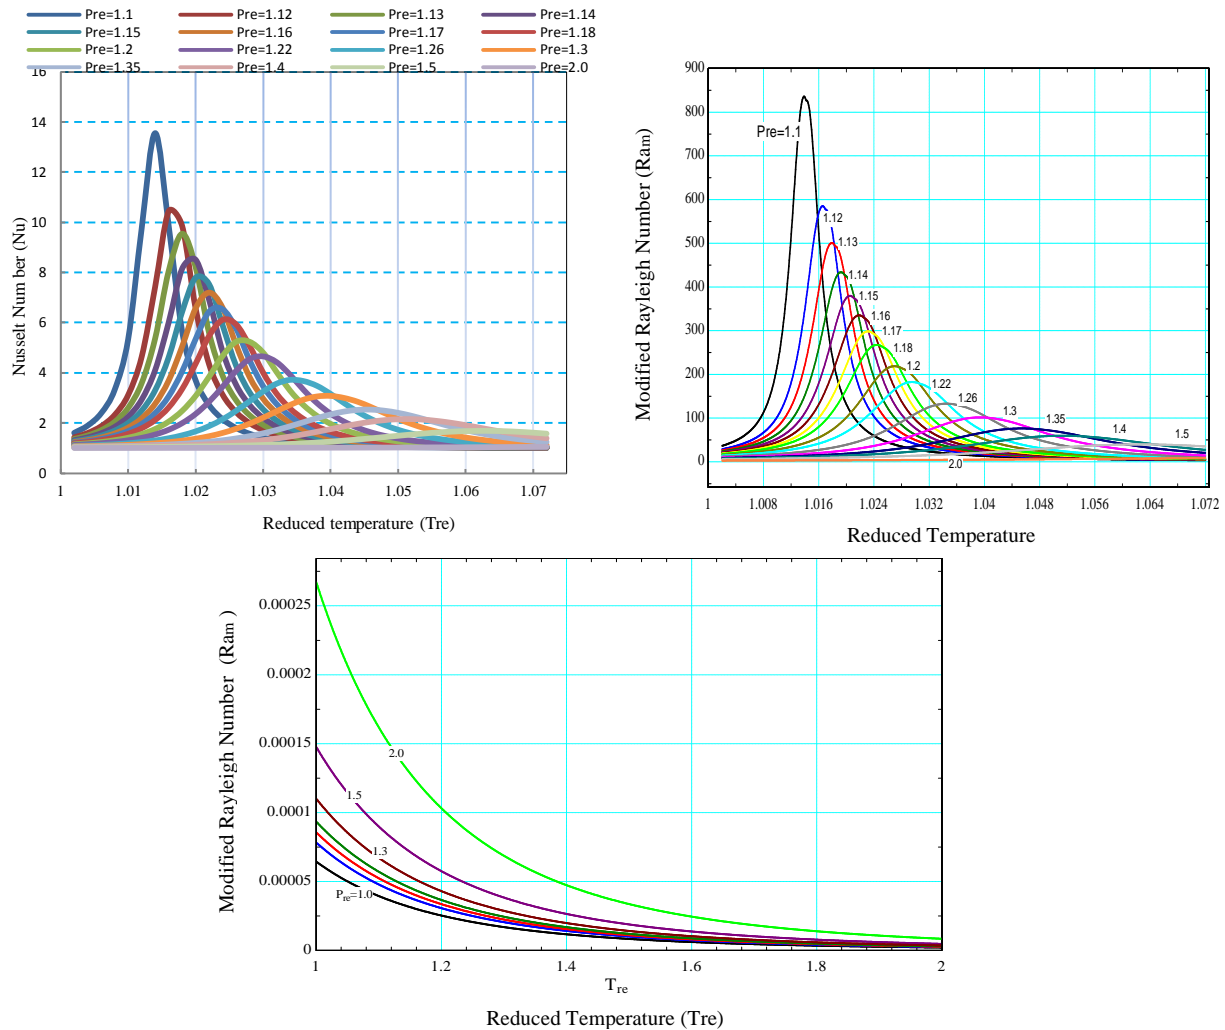 Pre=1.1 Pre=1.12 Pre=1.13 Pre=1.14
Pre=1.15 Pre=1.16 Pre=1.17 Pre=1.18
Pre=1.2 Pre=1.22 Pre=1.26 Pre=1.3
Pre=1.35 Pre=1.4 Pre=1.5 Pre=2.0
16
14
12
10
8
6
4
2
0
Nusselt Num ber (Nu)
1 1.01 1.02 1.03 1.04 1.05 1.06 1.07
Reduced temperature (Tre)
900
800
700
600
500
400
300
200
100
0
Modified Rayleigh Number (Ram)
Pre=1.1
1.12
1.13
1.14
1.15
1.16
1.17
1.18
1.2
1.22
1.26
1.3
1.35
1.4
1.5
2.0
1 1.008 1.016 1.024 1.032 1.04 1.048 1.056 1.064 1.072
Reduced Temperature
0.00025
0.0002
0.00015
0.0001
0.00005
0
Modified Rayleigh Number (Ram )
2.0
1.5
1.3
Pre=1.0
1 1.2 1.4 1.6 1.8 2
Tre
Reduced Temperature (Tre)